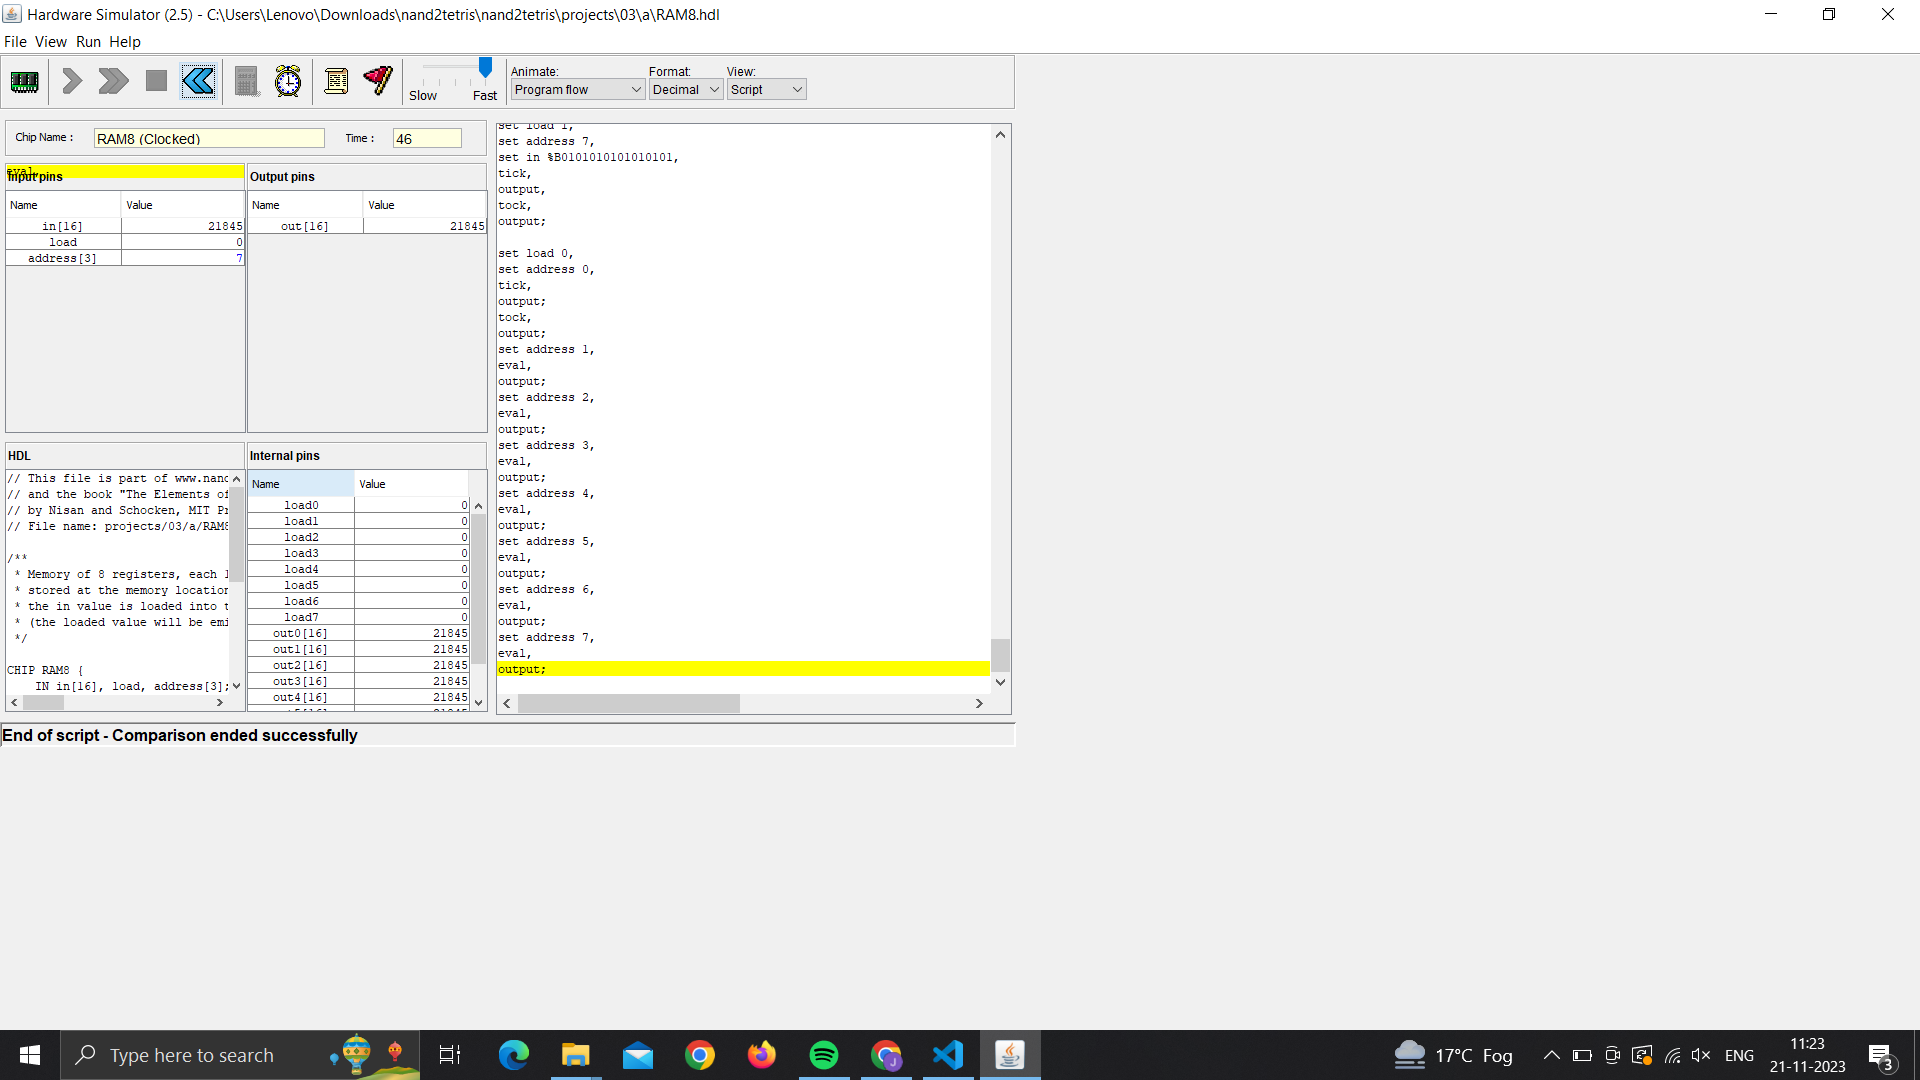 Hardware Simulator (2.5) - C:\Users\Lenovo\Downloads\nand2tetris\nand2tetris\projects\03\a\RAM8.hdl
File View Run Help
Slow Fast
Animate: Format: View:
Program flow Decimal Script
Chip Name : RAM8 (Clocked) Time : 46
eval,
Input pins
Name Value
in[16] 21845
load 0
address[3] 7
Output pins
Name Value
out[16] 21845
HDL
// This file is part of www.nand
// and the book "The Elements of
// by Nisan and Schocken, MIT Pr
// File name: projects/03/a/RAM8
/**
* Memory of 8 registers, each 1
* stored at the memory location
* the in value is loaded into t
* (the loaded value will be emi
*/
CHIP RAM8 {
IN in[16], load, address[3];
Internal pins
Name Value
load0 0
load1 0
load2 0
load3 0
load4 0
load5 0
load6 0
load7 0
out0[16] 21845
out1[16] 21845
out2[16] 21845
out3[16] 21845
out4[16] 21845
set load 1,
set address 7,
set in %B0101010101010101,
tick,
output,
tock,
output;
set load 0,
set address 0,
tick,
output;
tock,
output;
set address 1,
eval,
output;
set address 2,
eval,
output;
set address 3,
eval,
output;
set address 4,
eval,
output;
set address 5,
eval,
output;
set address 6,
eval,
output;
set address 7,
eval,
output;
End of script - Comparison ended successfully
Type here to search
17°C Fog
ENG
11:23
21-11-2023
3